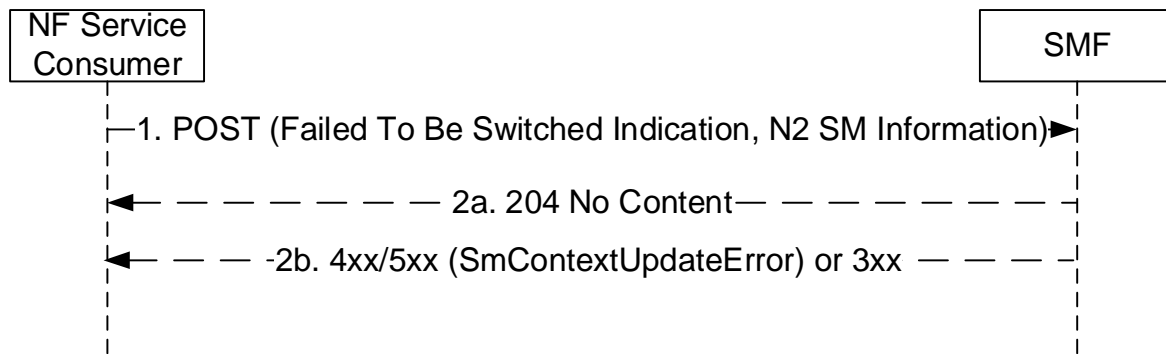 NF Service
Consumer
SMF
1. POST (Failed To Be Switched Indication, N2 SM Information)
2a. 204 No Content
2b. 4xx/5xx (SmContextUpdateError) or 3xx